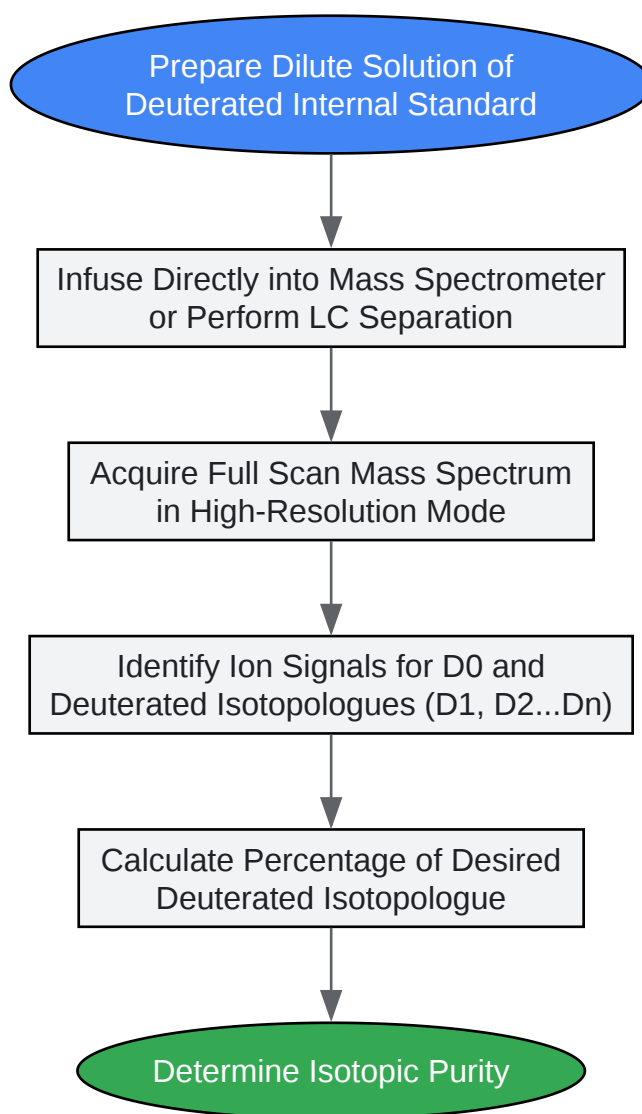 Prepare Dilute Solution of
Deuterated Internal Standard
Infuse Directly into Mass Spectrometer
or Perform LC Separation
Acquire Full Scan Mass Spectrum
in High-Resolution Mode
Identify Ion Signals for D0 and
Deuterated Isotopologues (D1, D2...Dn)
Calculate Percentage of Desired
Deuterated Isotopologue
Determine Isotopic Purity